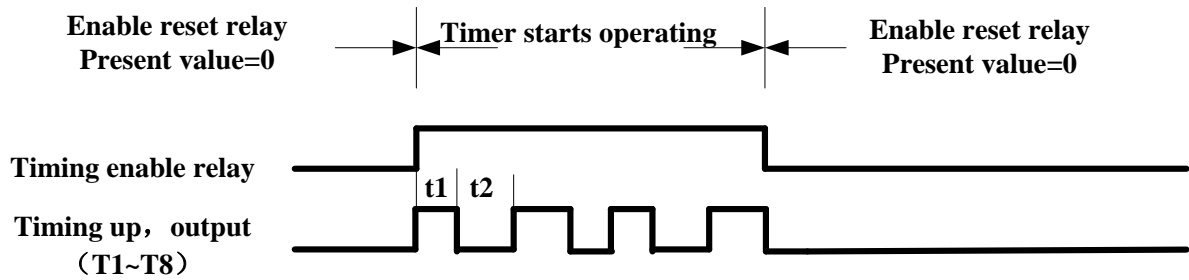 Enable reset relay
Present value=0
Timer starts operating
Enable reset relay
Present value=0
Timing enable relay
t1 t2
Timing up，output
（T1~T8）